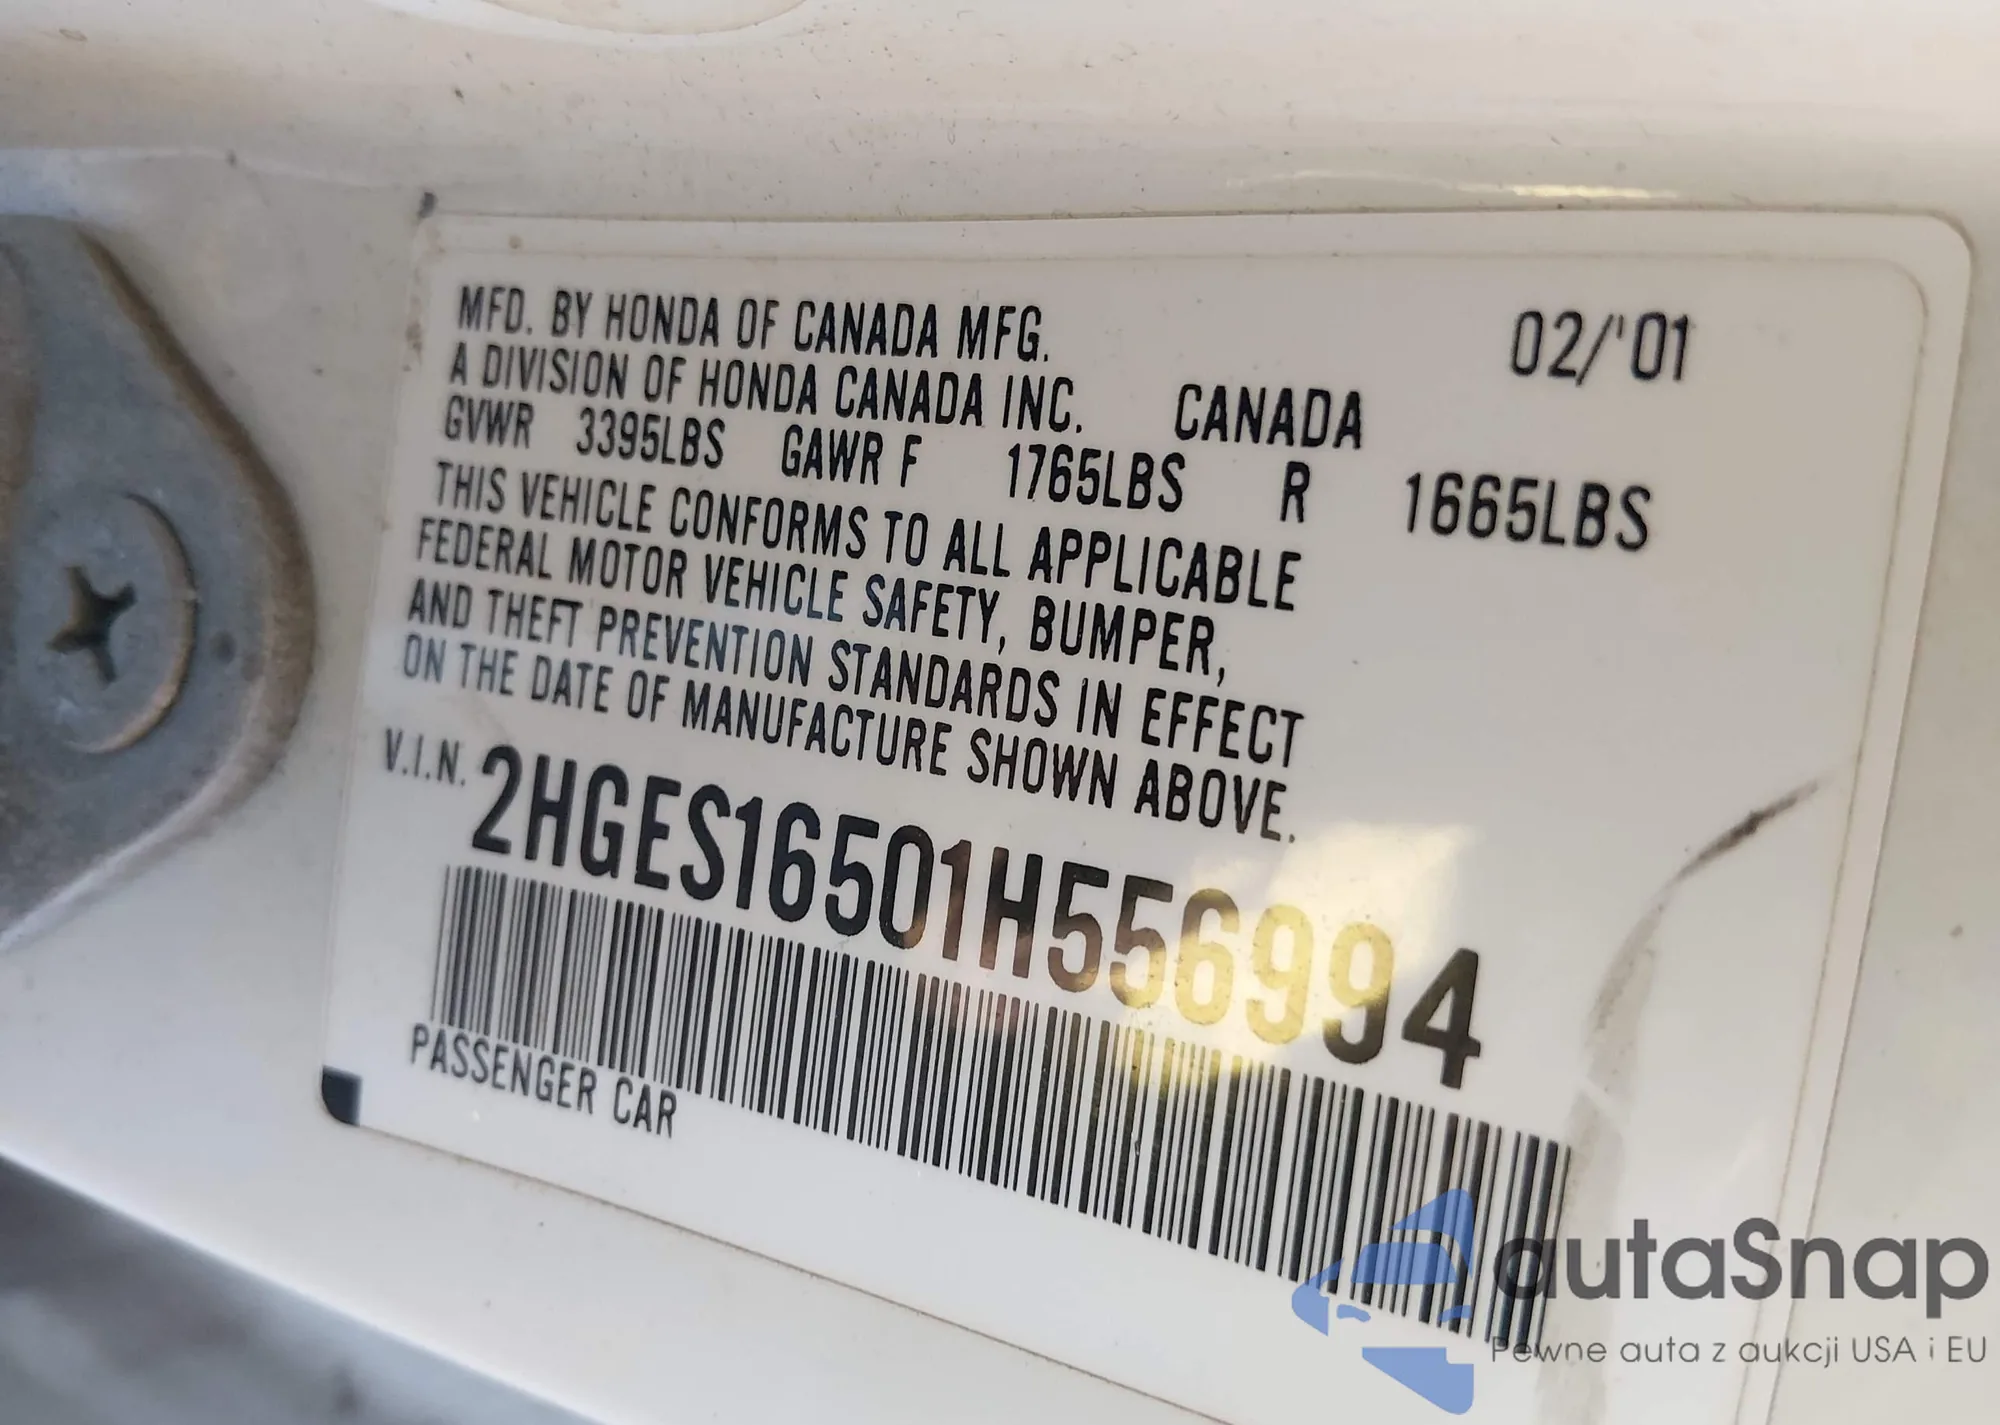 MFD. BY HONDA OF CANADA MFG. 02/'01
A DIVISION OF HONDA CANADA INC. CANADA
GVWR 3395LBS GAWR F 1765LBS R 1665LBS
THIS VEHICLE CONFORMS TO ALL APPLICABLE
FEDERAL MOTOR VEHICLE SAFETY, BUMPER,
AND THEFT PREVENTION STANDARDS IN EFFECT
ON THE DATE OF MANUFACTURE SHOWN ABOVE.
V.I.N. 2HGES16501H556994
PASSENGER CAR
autaSnap
Pewne auta z aukcji USA i EU